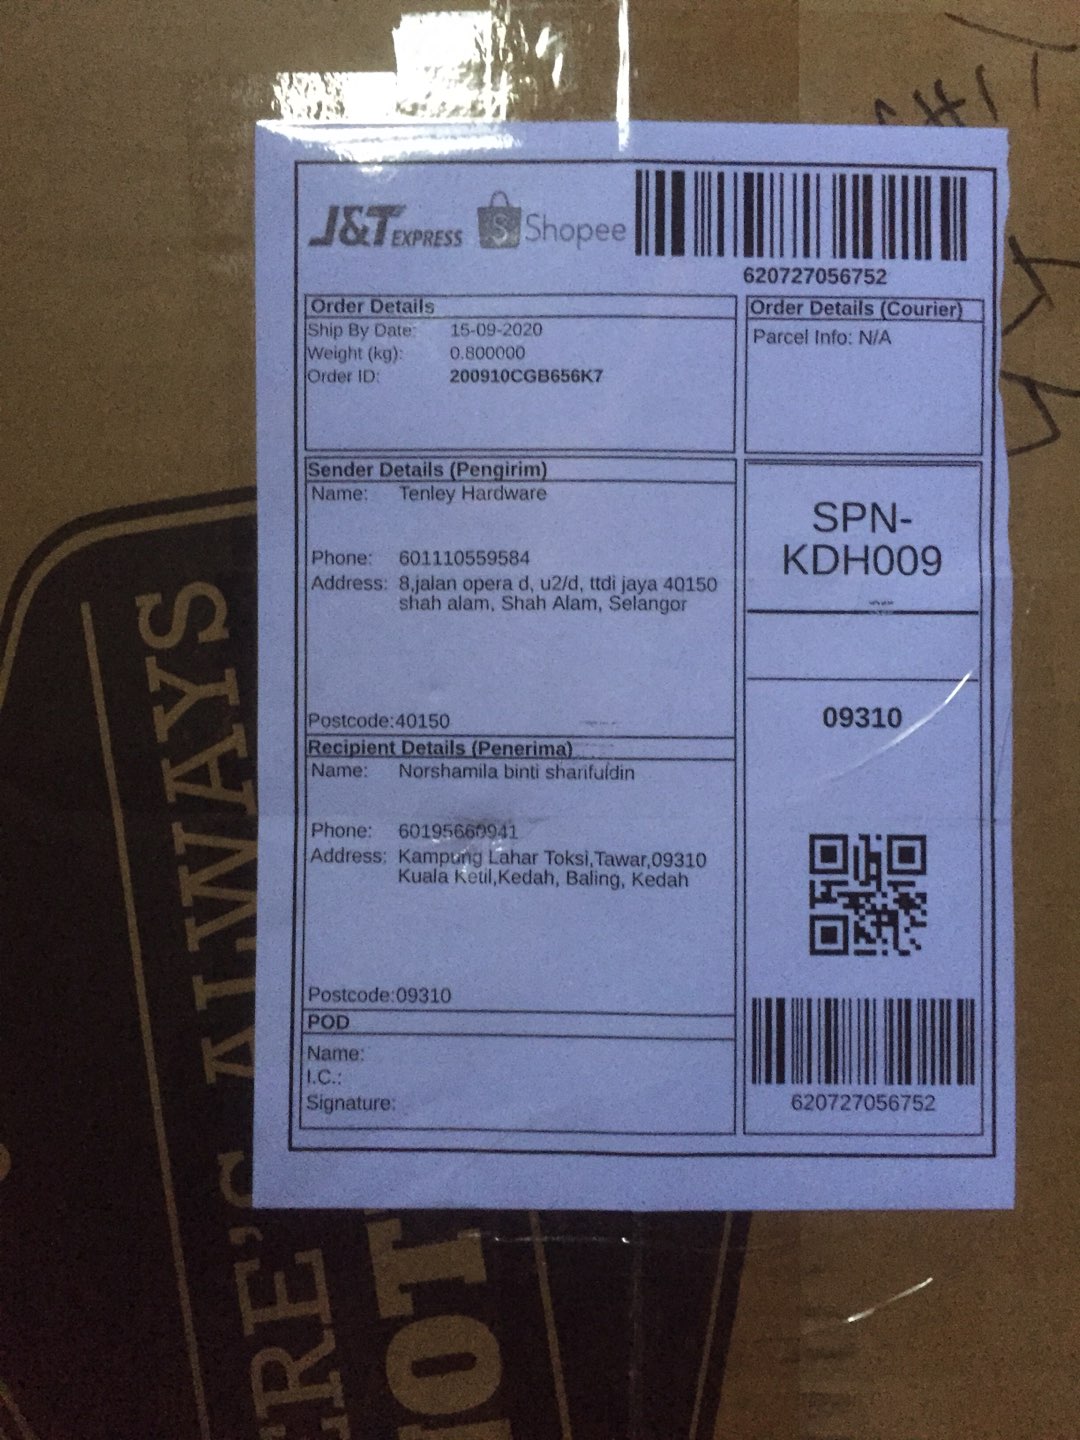 J&T EXPRESS Shopee
620727056752
Order Details
Ship By Date: 15-09-2020
Weight (kg): 0.800000
Order ID: 200910CGB656K7
Order Details (Courier)
Parcel Info: N/A
Sender Details (Pengirim)
Name: Tenley Hardware
Phone: 601110559584
Address: 8,jalan opera d, u2/d, ttdi jaya 40150
shah alam, Shah Alam, Selangor
Postcode:40150
SPN-
KDH009
09310
Recipient Details (Penerima)
Name: Norshamila binti sharifuldin
Phone: 60195660941
Address: Kampung Lahar Toksi,Tawar,09310
Kuala Ketil,Kedah, Baling, Kedah
Postcode:09310
POD
Name:
I.C.:
Signature:
620727056752
ALWAYS